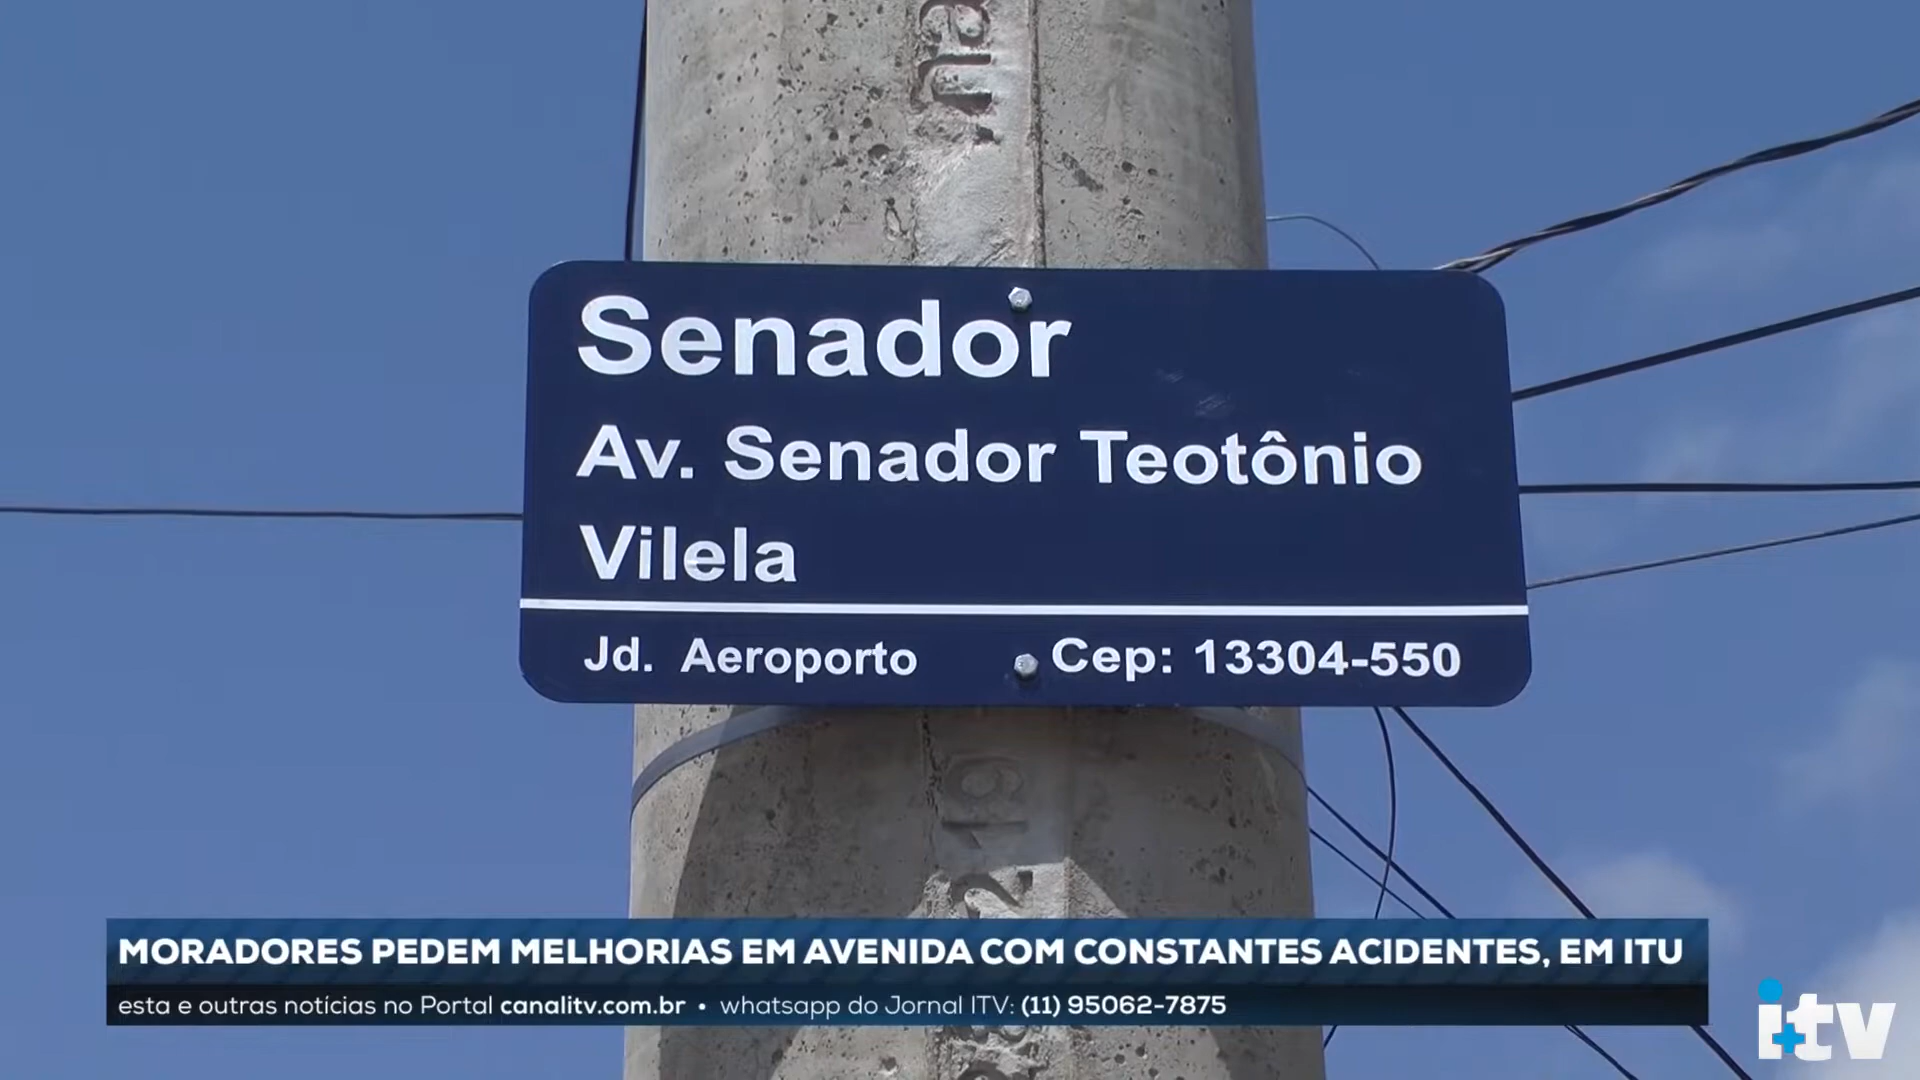 Senador
Av. Senador Teotônio
Vilela
Jd. Aeroporto Cep: 13304-550
MORADORES PEDEM MELHORIAS EM AVENIDA COM CONSTANTES ACIDENTES, EM ITU
esta e outras notícias no Portal canalitv.com.br • whatsapp do Jornal ITV: (11) 95062-7875
itv